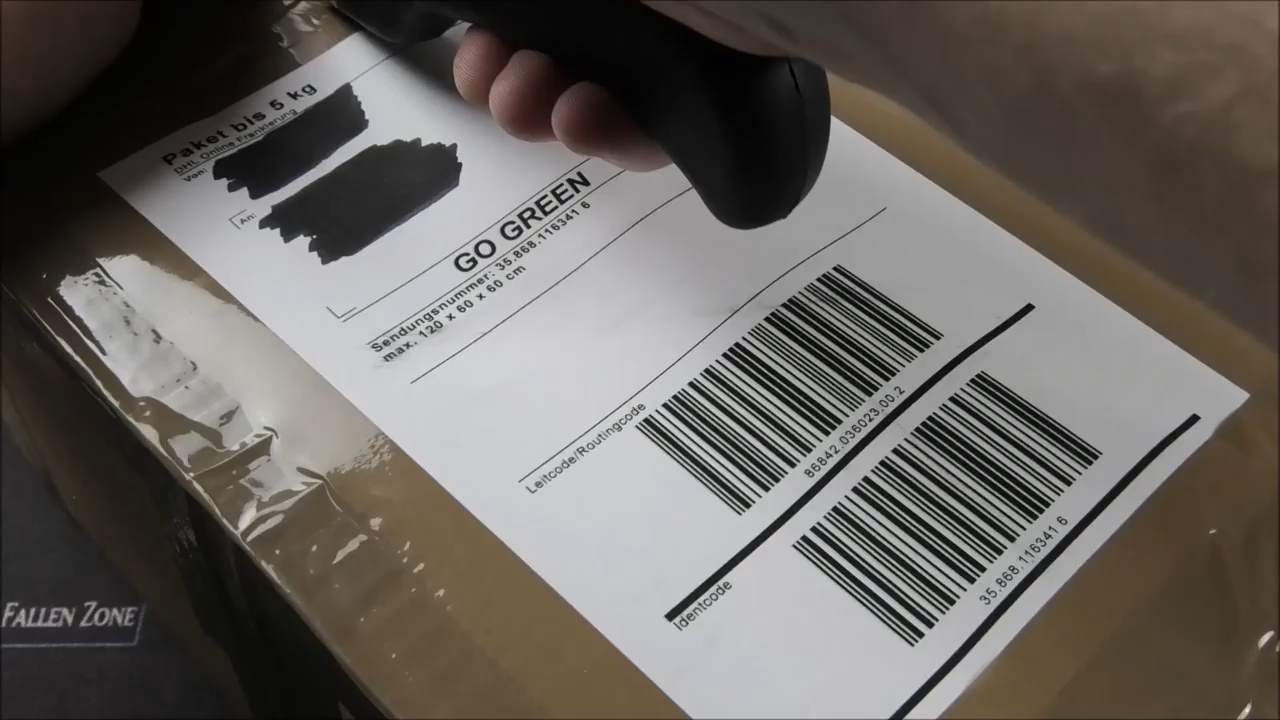 Paket bis 5 kg
DHL Online Frankierung
Von:
An:
GO GREEN
Sendungsnummer: 35.868.116341 6
max. 120 x 60 x 60 cm
Leitcode/Routingcode
86842.036023.00.2
Identcode
35.868.116341 6
FALLEN ZONE